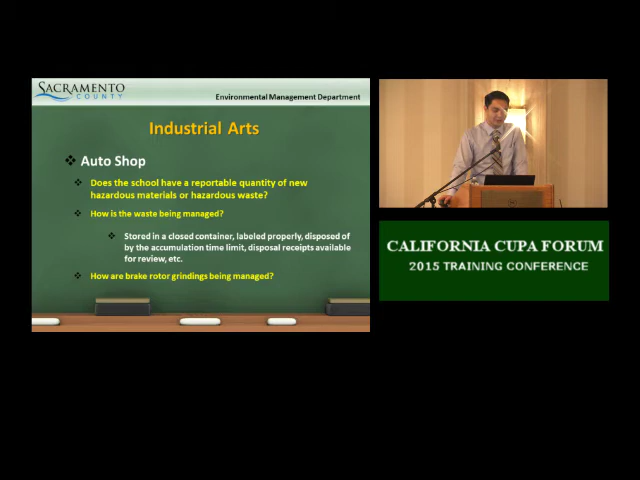 SACRAMENTO
COUNTY
Environmental Management Department
Industrial Arts
Auto Shop
Does the school have a reportable quantity of new
hazardous materials or hazardous waste?
How is the waste being managed?
Stored in a closed container, labeled properly, disposed of
by the accumulation time limit, disposal receipts available
for review, etc.
How are brake rotor grindings being managed?
CALIFORNIA CUPA FORUM
2015 TRAINING CONFERENCE